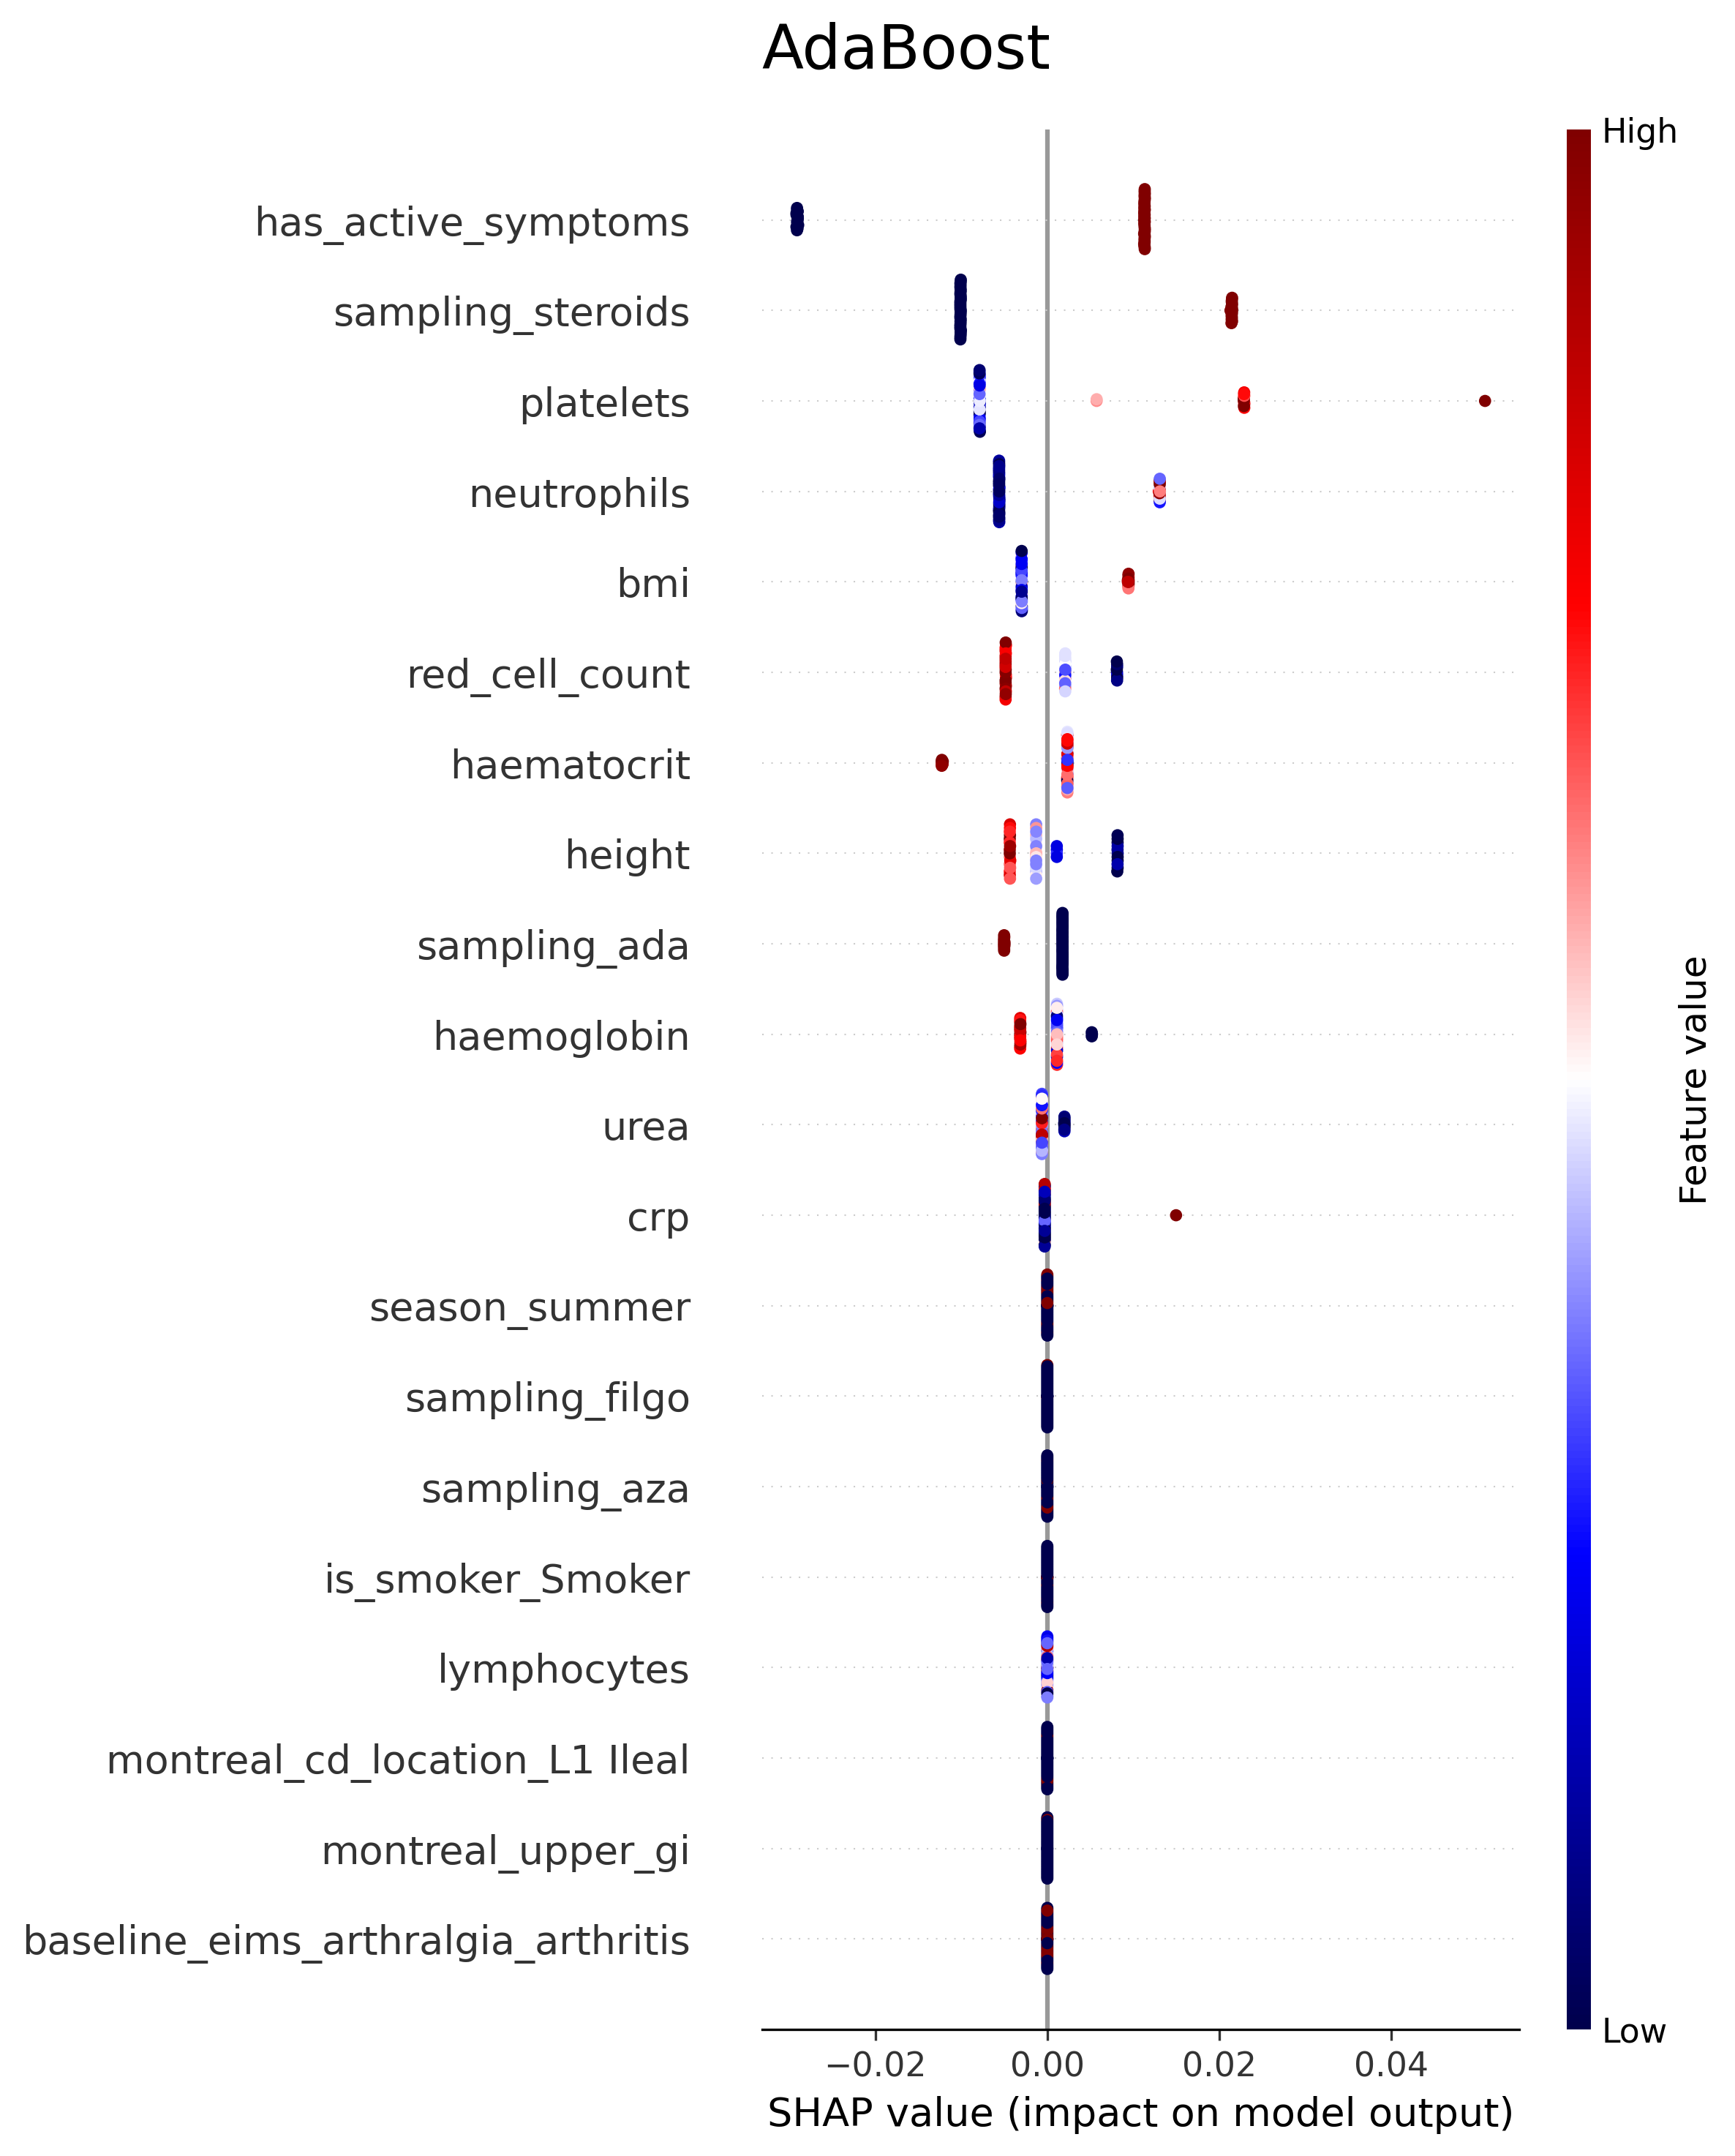 AdaBoost
High
has_active_symptoms
sampling_steroids
platelets
neutrophils
bmi
red_cell_count
haematocrit
height
sampling_ada
haemoglobin
urea
crp
season_summer
sampling_filgo
sampling_aza
is_smoker_Smoker
lymphocytes
montreal_cd_location_L1 Ileal
montreal_upper_gi
baseline_eims_arthralgia_arthritis
Feature value
Low
−0.02 0.00 0.02 0.04
SHAP value (impact on model output)